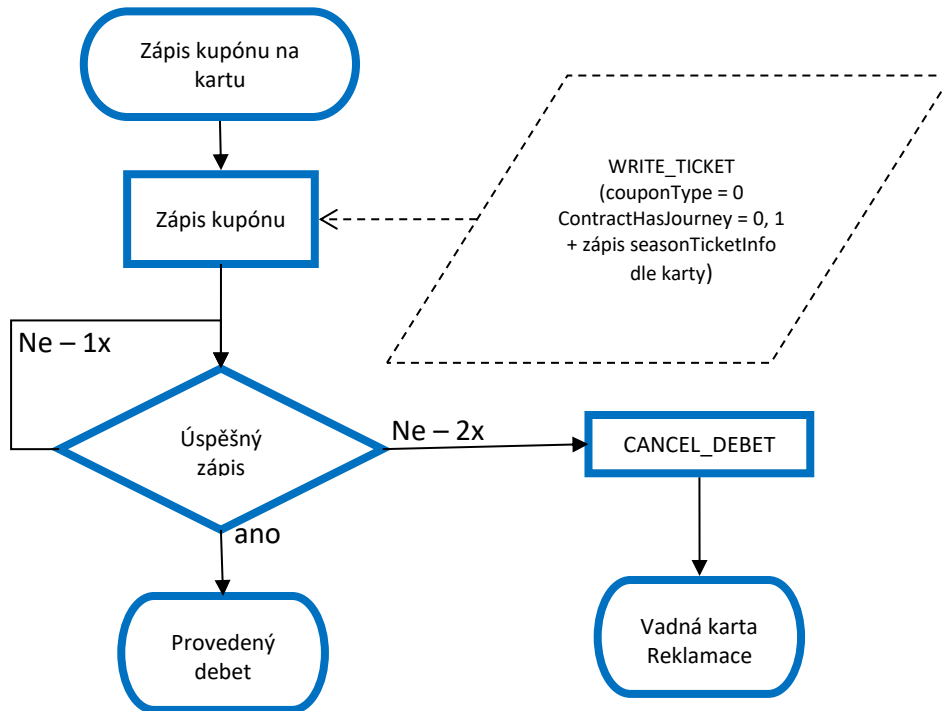 Zápis kupónu na
kartu
WRITE_TICKET
(couponType = 0
ContractHasJourney = 0, 1
+ zápis seasonTicketInfo
dle karty)
Zápis kupónu
Ne – 1x
Úspěšný
zápis
Ne – 2x
CANCEL_DEBET
ano
Provedený
debet
Vadná karta
Reklamace